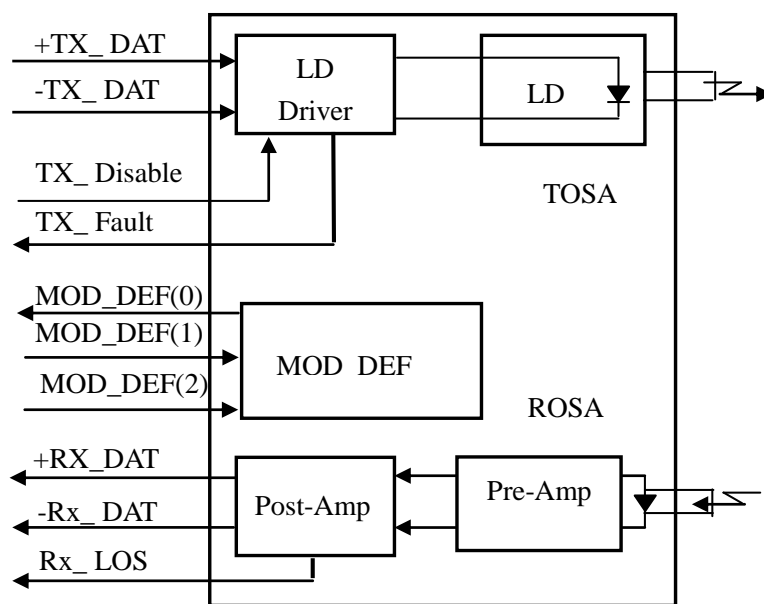 +TX_ DAT
-TX_ DAT
LD
Driver
LD
TX_ Disable
TX_ Fault
TOSA
MOD_DEF(0)
MOD_DEF(1)
MOD_DEF(2)
MOD DEF
ROSA
+RX_DAT
-Rx_ DAT
Rx_ LOS
Post-Amp
Pre-Amp